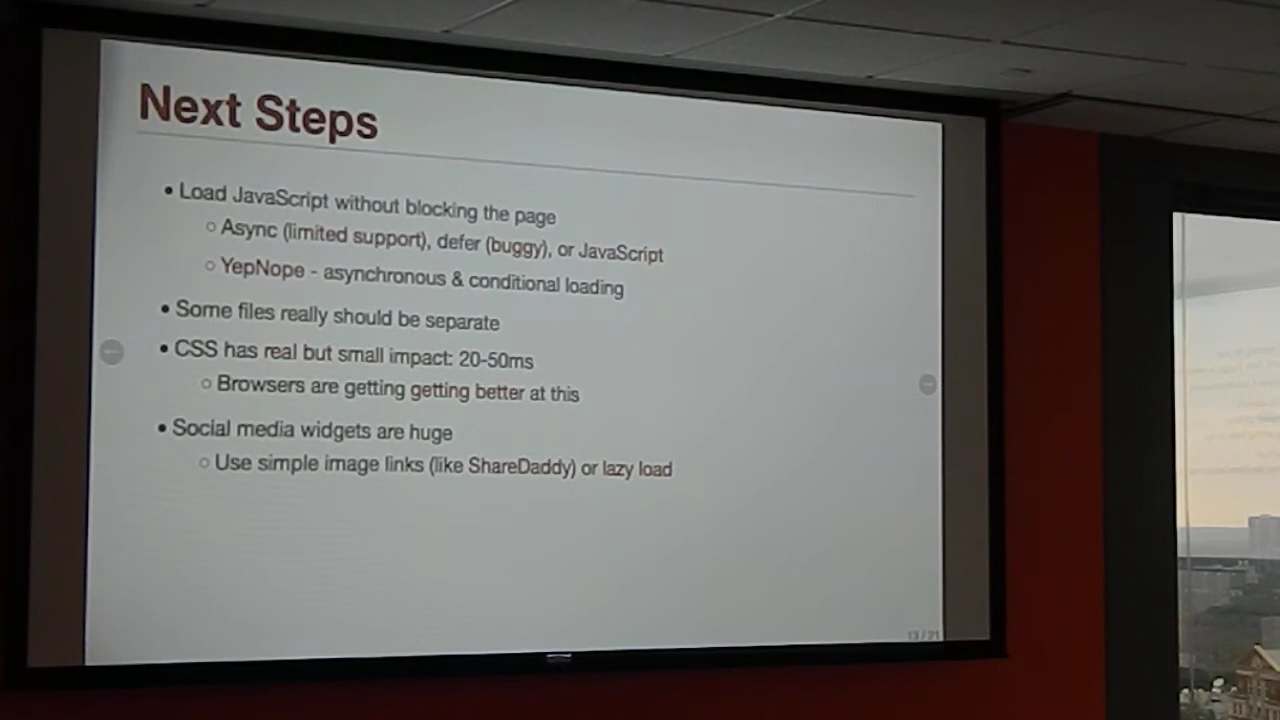 Next Steps
• Load JavaScript without blocking the page
○ Async (limited support), defer (buggy), or JavaScript
○ YepNope - asynchronous & conditional loading
• Some files really should be separate
• CSS has real but small impact: 20-50ms
○ Browsers are getting getting better at this
• Social media widgets are huge
○ Use simple image links (like ShareDaddy) or lazy load
13 / 21